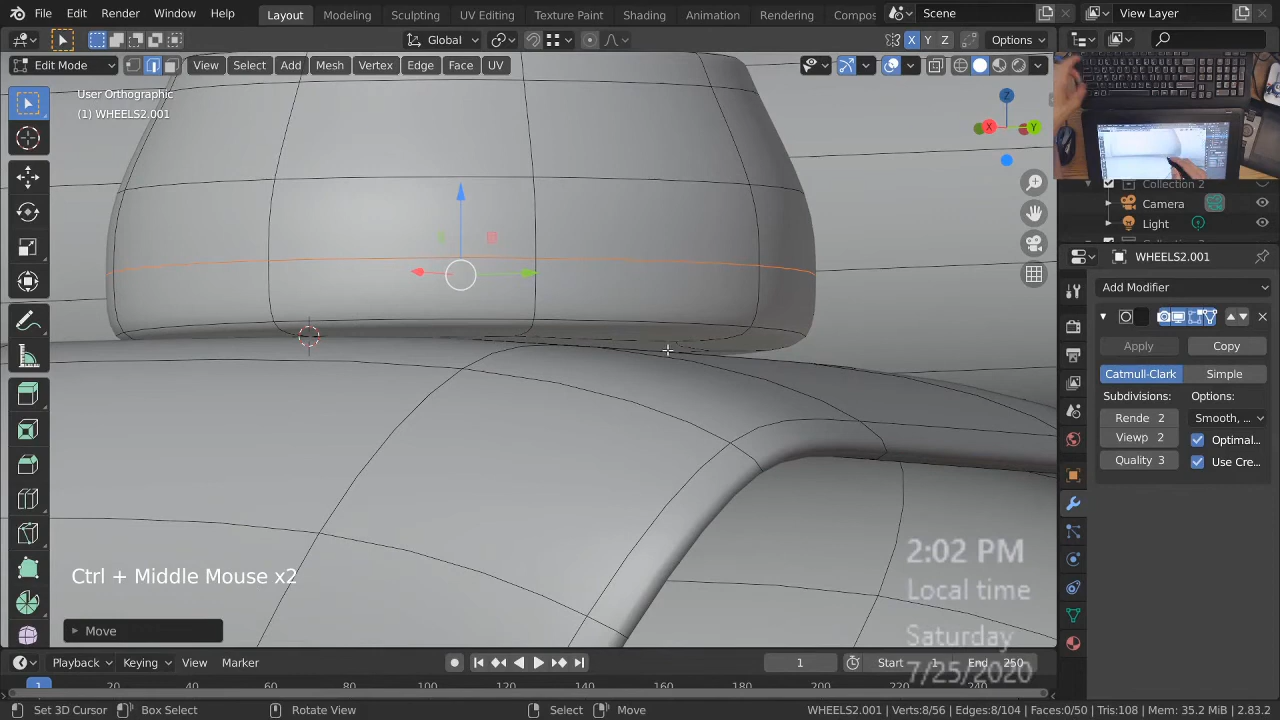 File Edit Render Window Help Layout Modeling Sculpting UV Editing Texture Paint Shading Animation Rendering Compos Scene View Layer
Global X Y Z Options
Edit Mode View Select Add Mesh Vertex Edge Face UV
User Orthographic
(1) WHEELS2.001
Z
X Y
Collection 2
Camera
Light
WHEELS2.001
Add Modifier
Apply Copy
Catmull-Clark Simple
Subdivisions: Options:
Rende 2 Smooth, ...
Viewp 2 Optimal...
Quality 3 Use Cre...
2:02 PM
Local time
Saturday
7/25/2020
Ctrl + Middle Mouse x2
Move
Playback Keying View Marker 1 Start 1 End 250
1 20 40 60 80 100 120 140 160 180 200 220 240
Set 3D Cursor Box Select Rotate View Select Move WHEELS2.001 | Verts:8/56 | Edges:8/104 | Faces:0/50 | Tris:108 | Mem: 35.2 MiB | 2.83.2